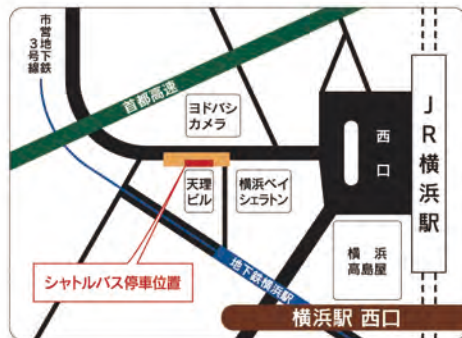 市営地下鉄
3号線
首都高速
ヨドバシ
カメラ
西口
JR横浜駅
天理
ビル
横浜ベイ
シェラトン
シャトルバス停車位置
地下鉄横浜駅
横浜
高島屋
横浜駅 西口